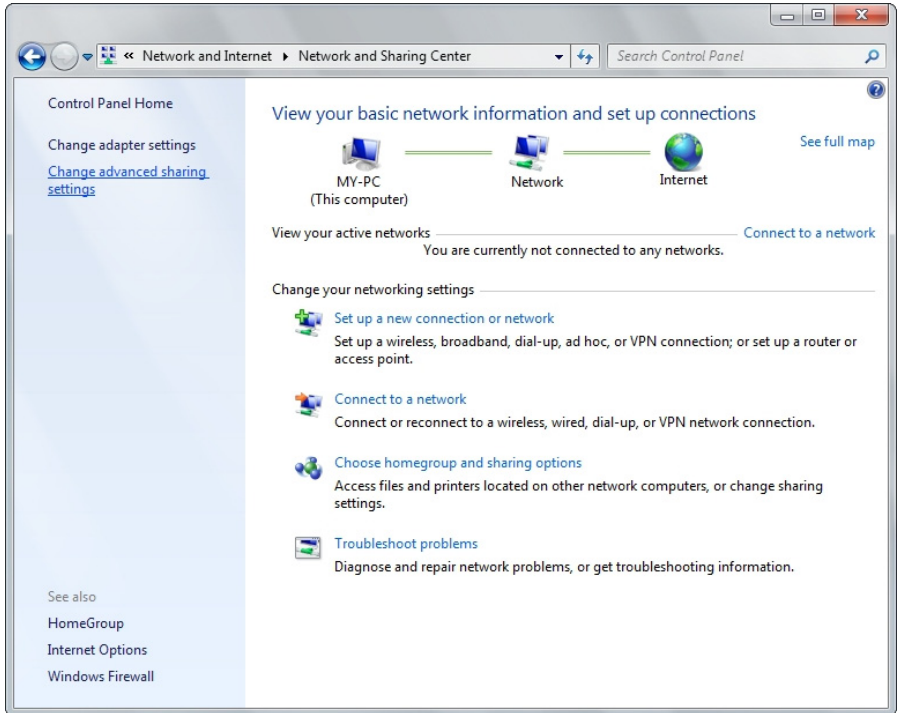 « Network and Internet ▸ Network and Sharing Center
Search Control Panel
Control Panel Home
Change adapter settings
Change advanced sharing
settings
See also
HomeGroup
Internet Options
Windows Firewall
View your basic network information and set up connections
See full map
MY-PC
(This computer)
Network
Internet
View your active networks
Connect to a network
You are currently not connected to any networks.
Change your networking settings
Set up a new connection or network
Set up a wireless, broadband, dial-up, ad hoc, or VPN connection; or set up a router or
access point.
Connect to a network
Connect or reconnect to a wireless, wired, dial-up, or VPN network connection.
Choose homegroup and sharing options
Access files and printers located on other network computers, or change sharing
settings.
Troubleshoot problems
Diagnose and repair network problems, or get troubleshooting information.